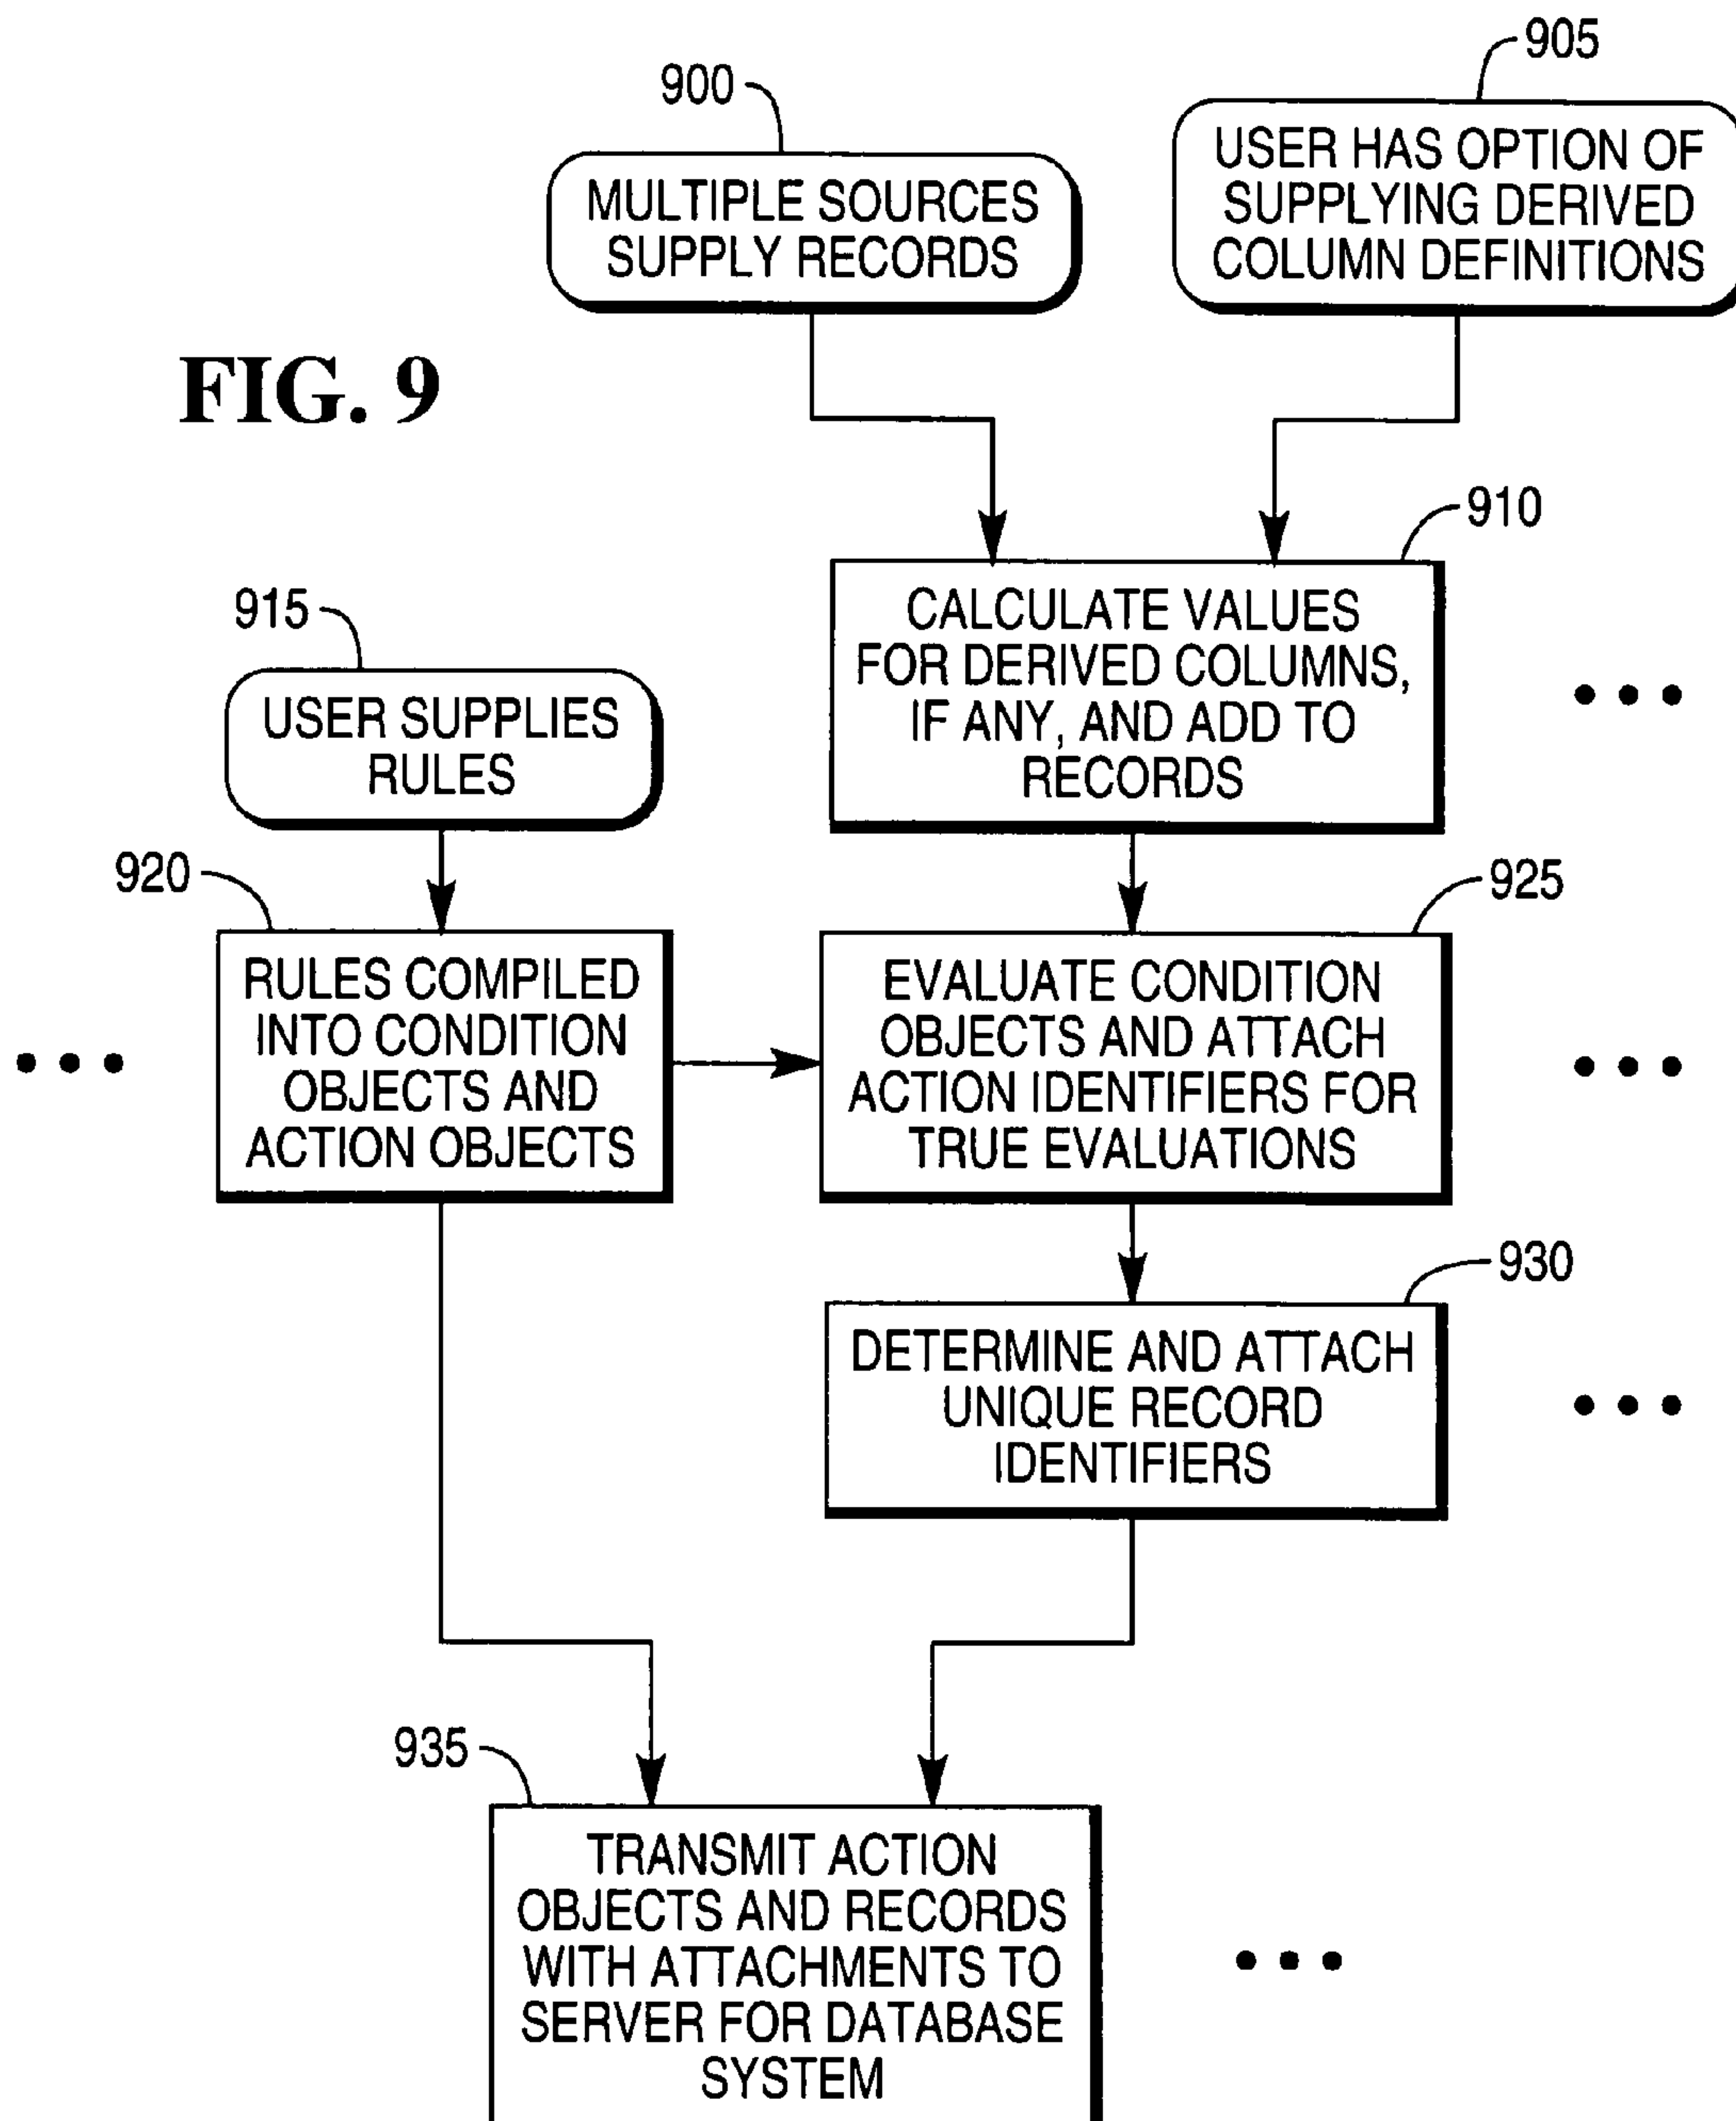 905
900
USER HAS OPTION OF
SUPPLYING DERIVED
COLUMN DEFINITIONS
MULTIPLE SOURCES
SUPPLY RECORDS
FIG. 9
910
915
CALCULATE VALUES
FOR DERIVED COLUMNS,
IF ANY, AND ADD TO
RECORDS
• • •
USER SUPPLIES
RULES
920
925
RULES COMPILED
INTO CONDITION
OBJECTS AND
ACTION OBJECTS
• • •
EVALUATE CONDITION
OBJECTS AND ATTACH
ACTION IDENTIFIERS FOR
TRUE EVALUATIONS
• • •
930
DETERMINE AND ATTACH
UNIQUE RECORD
IDENTIFIERS
• • •
935
TRANSMIT ACTION
OBJECTS AND RECORDS
WITH ATTACHMENTS TO
SERVER FOR DATABASE
SYSTEM
• • •